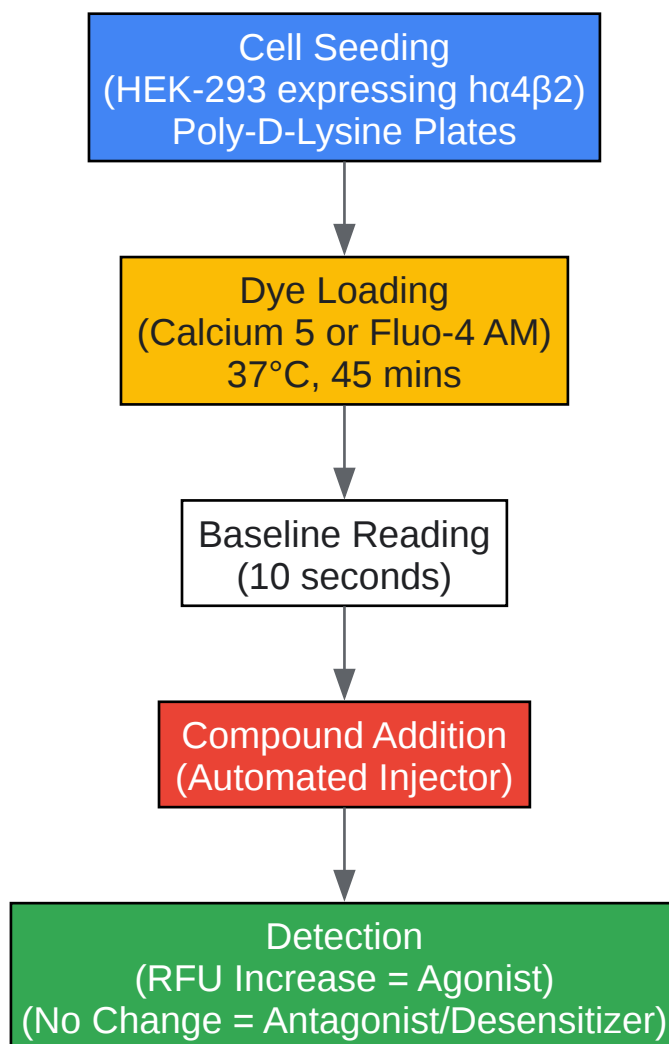 Cell Seeding
(HEK-293 expressing hα4β2)
Poly-D-Lysine Plates
Dye Loading
(Calcium 5 or Fluo-4 AM)
37°C, 45 mins
Baseline Reading
(10 seconds)
Compound Addition
(Automated Injector)
Detection
(RFU Increase = Agonist)
(No Change = Antagonist/Desensitizer)